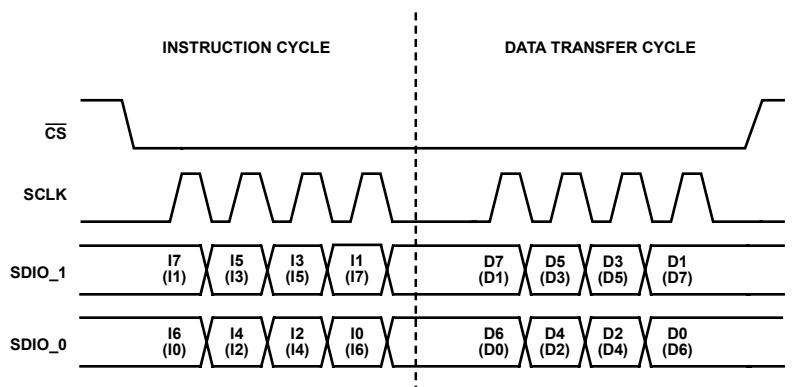 INSTRUCTION CYCLE DATA TRANSFER CYCLE
CS
SCLK
SDIO_1 I7 I5 I3 I1 D7 D5 D3 D1
(I1) (I3) (I5) (I7) (D1) (D3) (D5) (D7)
SDIO_0 I6 I4 I2 I0 D6 D4 D2 D0
(I0) (I2) (I4) (I6) (D0) (D2) (D4) (D6)